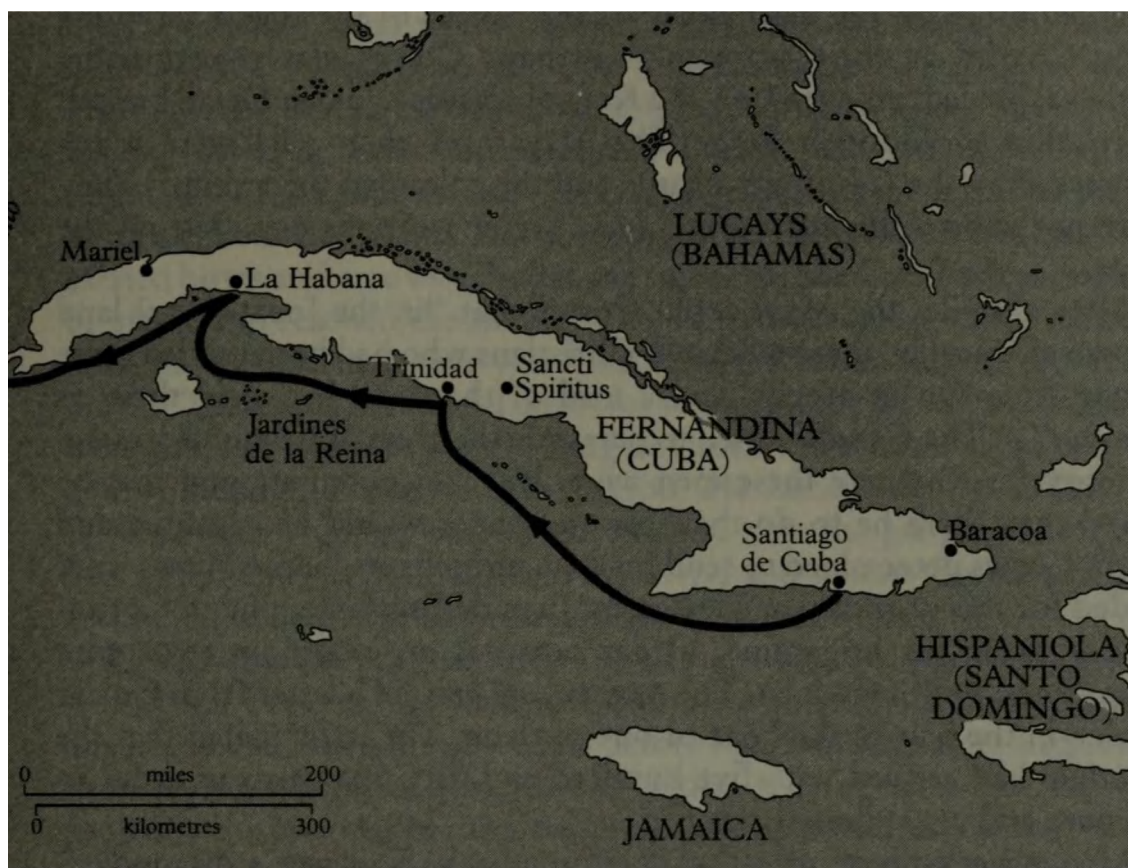 LUCAYS
(BAHAMAS)
Mariel
La Habana
Trinidad
Sancti
Spiritus
Jardines
de la Reina
FERNANDINA
(CUBA)
Santiago
de Cuba
Baracoa
HISPANIOLA
(SANTO
DOMINGO)
0 miles 200
0 kilometres 300
JAMAICA